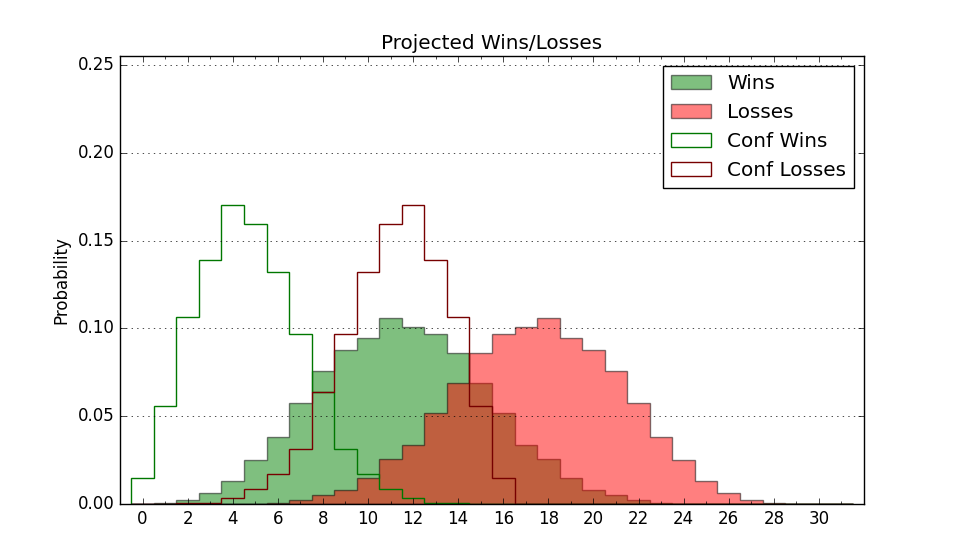 Projected Wins/Losses
0.25
0.20
0.15
0.10
0.05
0.00
Probability
Wins
Losses
Conf Wins
Conf Losses
0 2 4 6 8 10 12 14 16 18 20 22 24 26 28 30